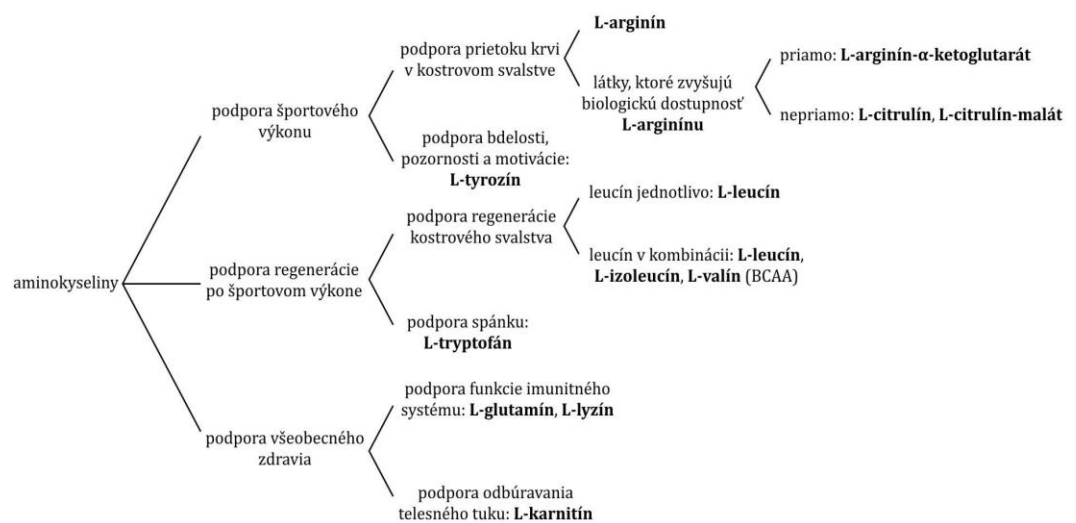 aminokyseliny
podpora športového
výkonu
podpora prietoku krvi
v kostrovom svalstve
L-arginín
látky, ktoré zvyšujú
biologickú dostupnosť
L-arginínu
priamo: L-arginín-α-ketoglutarát
nepriamo: L-citrulín, L-citrulín-malát
podpora bdelosti,
pozornosti a motivácie:
L-tyrozín
podpora regenerácie
po športovom výkone
podpora regenerácie
kostrového svalstva
leucín jednotlivo: L-leucín
leucín v kombinácii: L-leucín,
L-izoleucín, L-valín (BCAA)
podpora spánku:
L-tryptofán
podpora všeobecného
zdravia
podpora funkcie imunitného
systému: L-glutamín, L-lyzín
podpora odbúravania
telesného tuku: L-karnitín